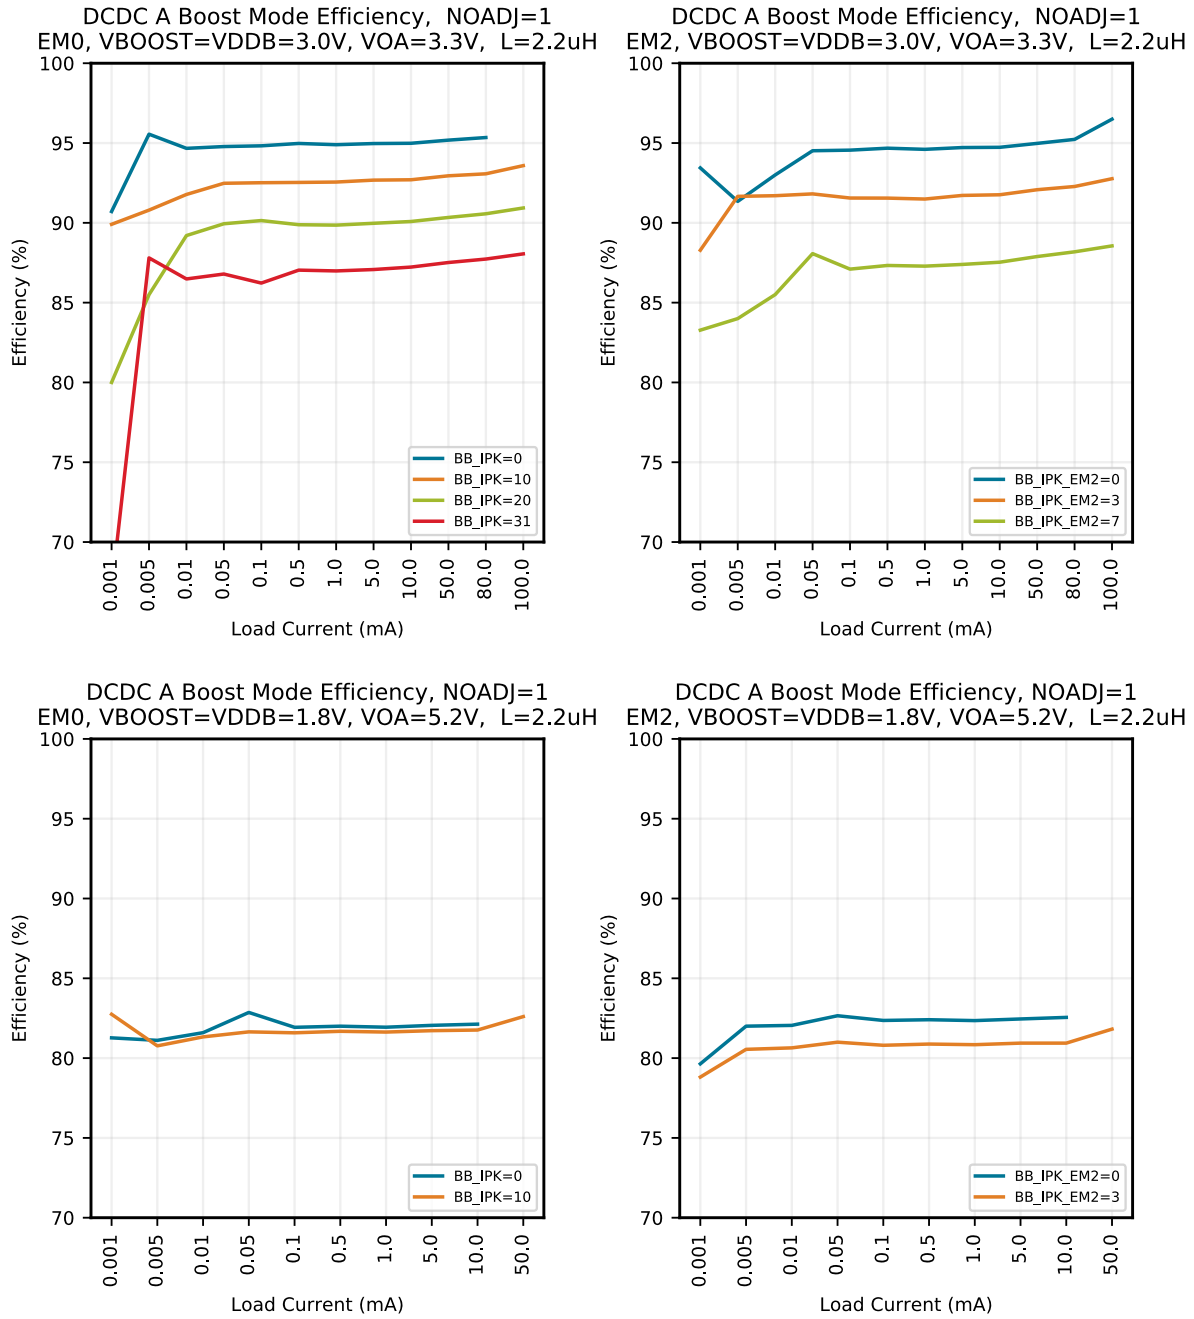 DCDC A Boost Mode Efficiency,  NOADJ=1
EM0, VBOOST=VDDB=3.0V, VOA=3.3V,  L=2.2uH
100
95
90
85
80
75
70
Efficiency (%)
BB_IPK=0
BB_IPK=10
BB_IPK=20
BB_IPK=31
0.001
0.005
0.01
0.05
0.1
0.5
1.0
5.0
10.0
50.0
80.0
100.0
Load Current (mA)
DCDC A Boost Mode Efficiency,  NOADJ=1
EM2, VBOOST=VDDB=3.0V, VOA=3.3V,  L=2.2uH
100
95
90
85
80
75
70
Efficiency (%)
BB_IPK_EM2=0
BB_IPK_EM2=3
BB_IPK_EM2=7
0.001
0.005
0.01
0.05
0.1
0.5
1.0
5.0
10.0
50.0
80.0
100.0
Load Current (mA)
DCDC A Boost Mode Efficiency, NOADJ=1
EM0, VBOOST=VDDB=1.8V, VOA=5.2V,  L=2.2uH
100
95
90
85
80
75
70
Efficiency (%)
BB_IPK=0
BB_IPK=10
0.001
0.005
0.01
0.05
0.1
0.5
1.0
5.0
10.0
50.0
Load Current (mA)
DCDC A Boost Mode Efficiency, NOADJ=1
EM2, VBOOST=VDDB=1.8V, VOA=5.2V,  L=2.2uH
100
95
90
85
80
75
70
Efficiency (%)
BB_IPK_EM2=0
BB_IPK_EM2=3
0.001
0.005
0.01
0.05
0.1
0.5
1.0
5.0
10.0
50.0
Load Current (mA)